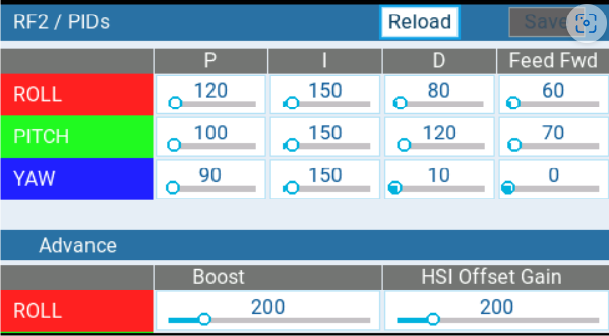 RF2 / PIDs Reload Save
P I D Feed Fwd
ROLL 120 150 80 60
PITCH 100 150 120 70
YAW 90 150 10 0
Advance
Boost HSI Offset Gain
ROLL 200 200